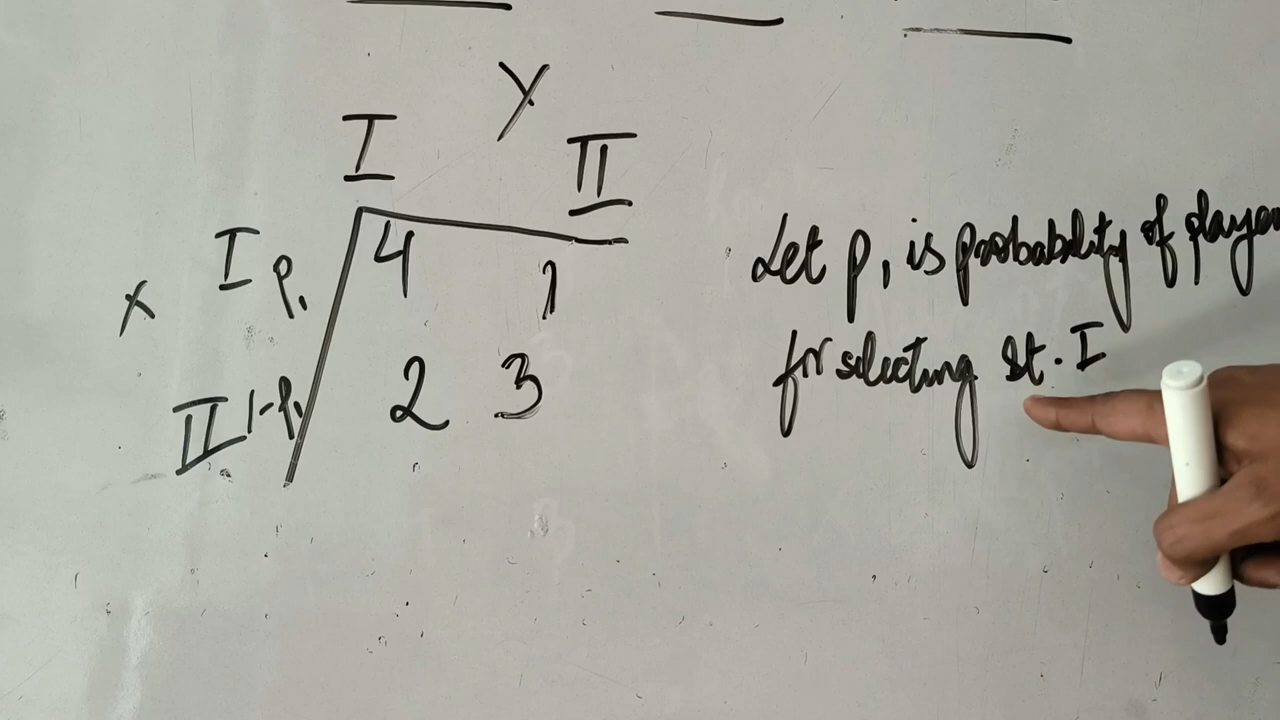 Y
I II
X I p₁ 4 1
II 1-p₁ 2 3
Let p₁ is probability of player
for selecting St. I